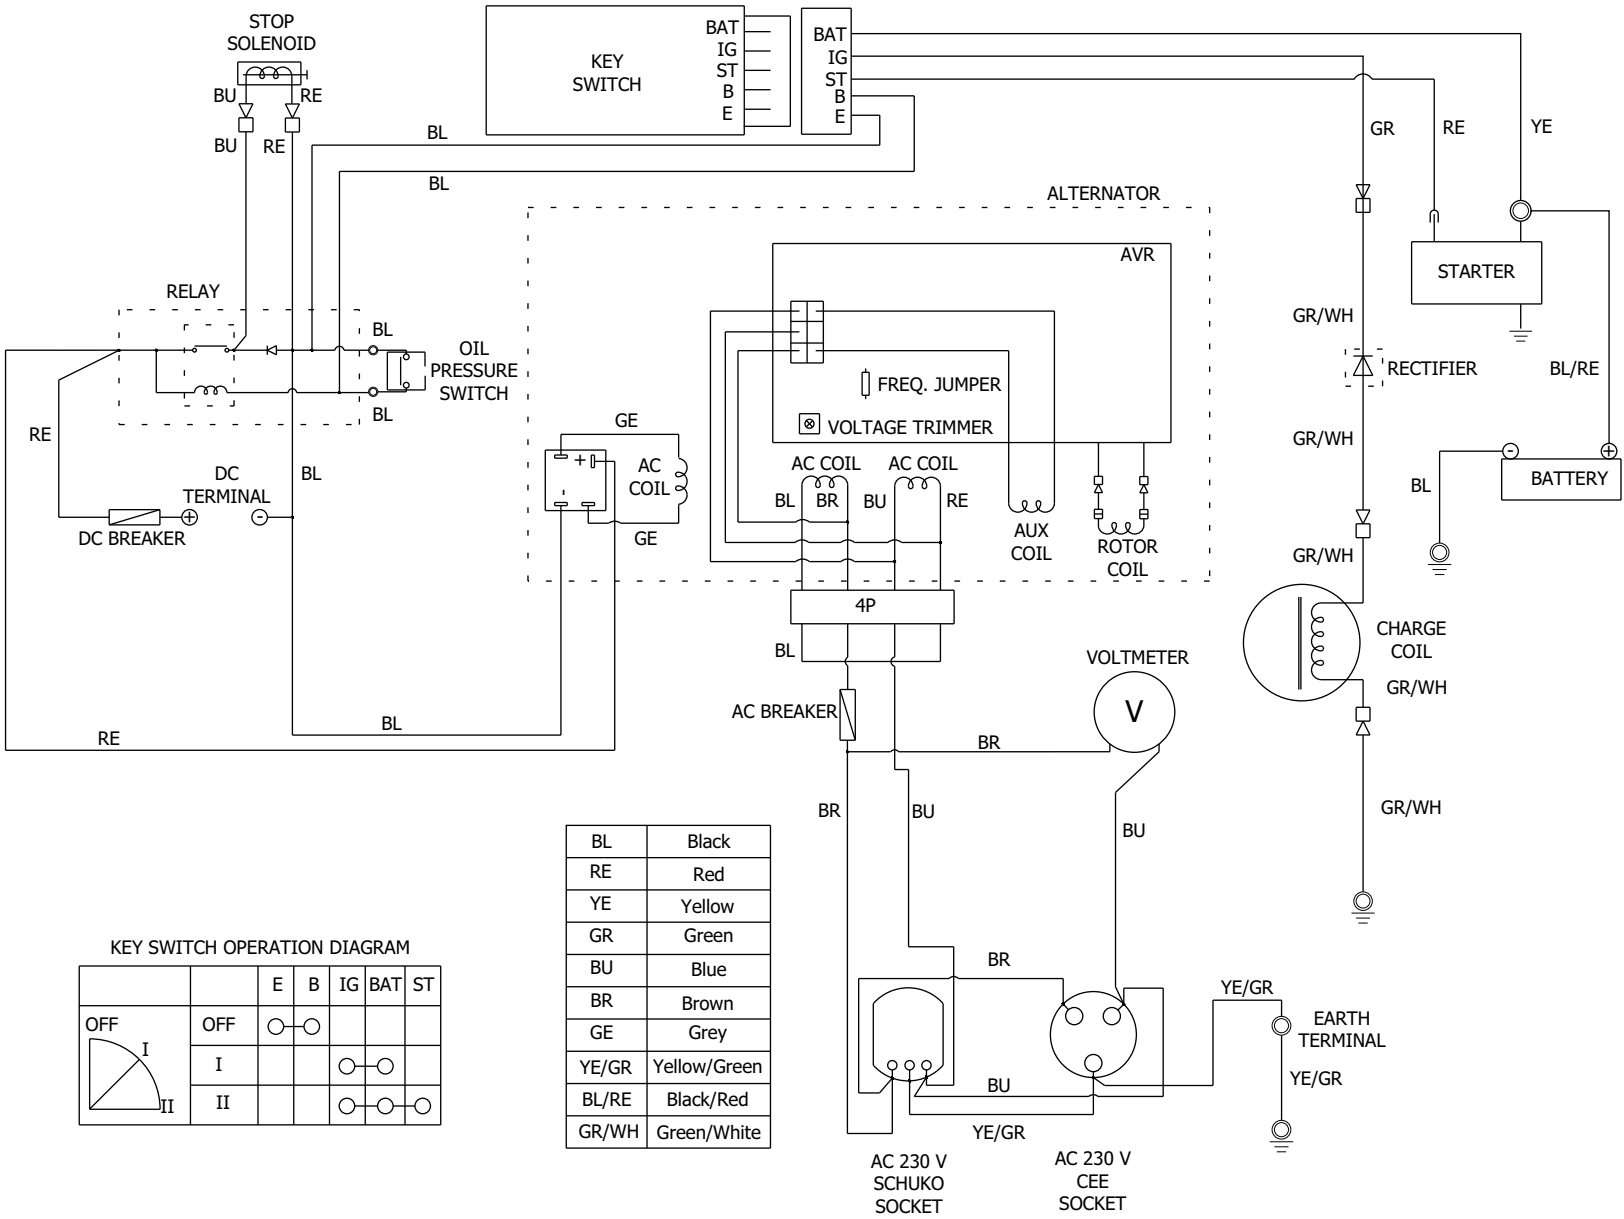 STOP
SOLENOID
BU
RE
BU
RE
KEY
SWITCH
BAT
IG
ST
B
E
BAT
IG
ST
B
E
BL
BL
GR
RE
YE
ALTERNATOR
AVR
STARTER
RELAY
BL
OIL
PRESSURE
SWITCH
BL
GR/WH
RECTIFIER
BL/RE
FREQ. JUMPER
VOLTAGE TRIMMER
GE
RE
DC
TERMINAL
+
-
DC BREAKER
BL
+
-
AC
COIL
GE
AC COIL
AC COIL
BL
BR
BU
RE
AUX
COIL
ROTOR
COIL
GR/WH
-
+
BATTERY
BL
GR/WH
4P
BL
CHARGE
COIL
GR/WH
VOLTMETER
V
AC BREAKER
BL
RE
BR
BR
BU
BU
GR/WH
BL Black
RE Red
YE Yellow
GR Green
BU Blue
BR Brown
GE Grey
YE/GR Yellow/Green
BL/RE Black/Red
GR/WH Green/White
KEY SWITCH OPERATION DIAGRAM
E B IG BAT ST
OFF
I
II
OFF
I
II
BR
YE/GR
EARTH
TERMINAL
YE/GR
BU
YE/GR
AC 230 V
SCHUKO
SOCKET
AC 230 V
CEE
SOCKET